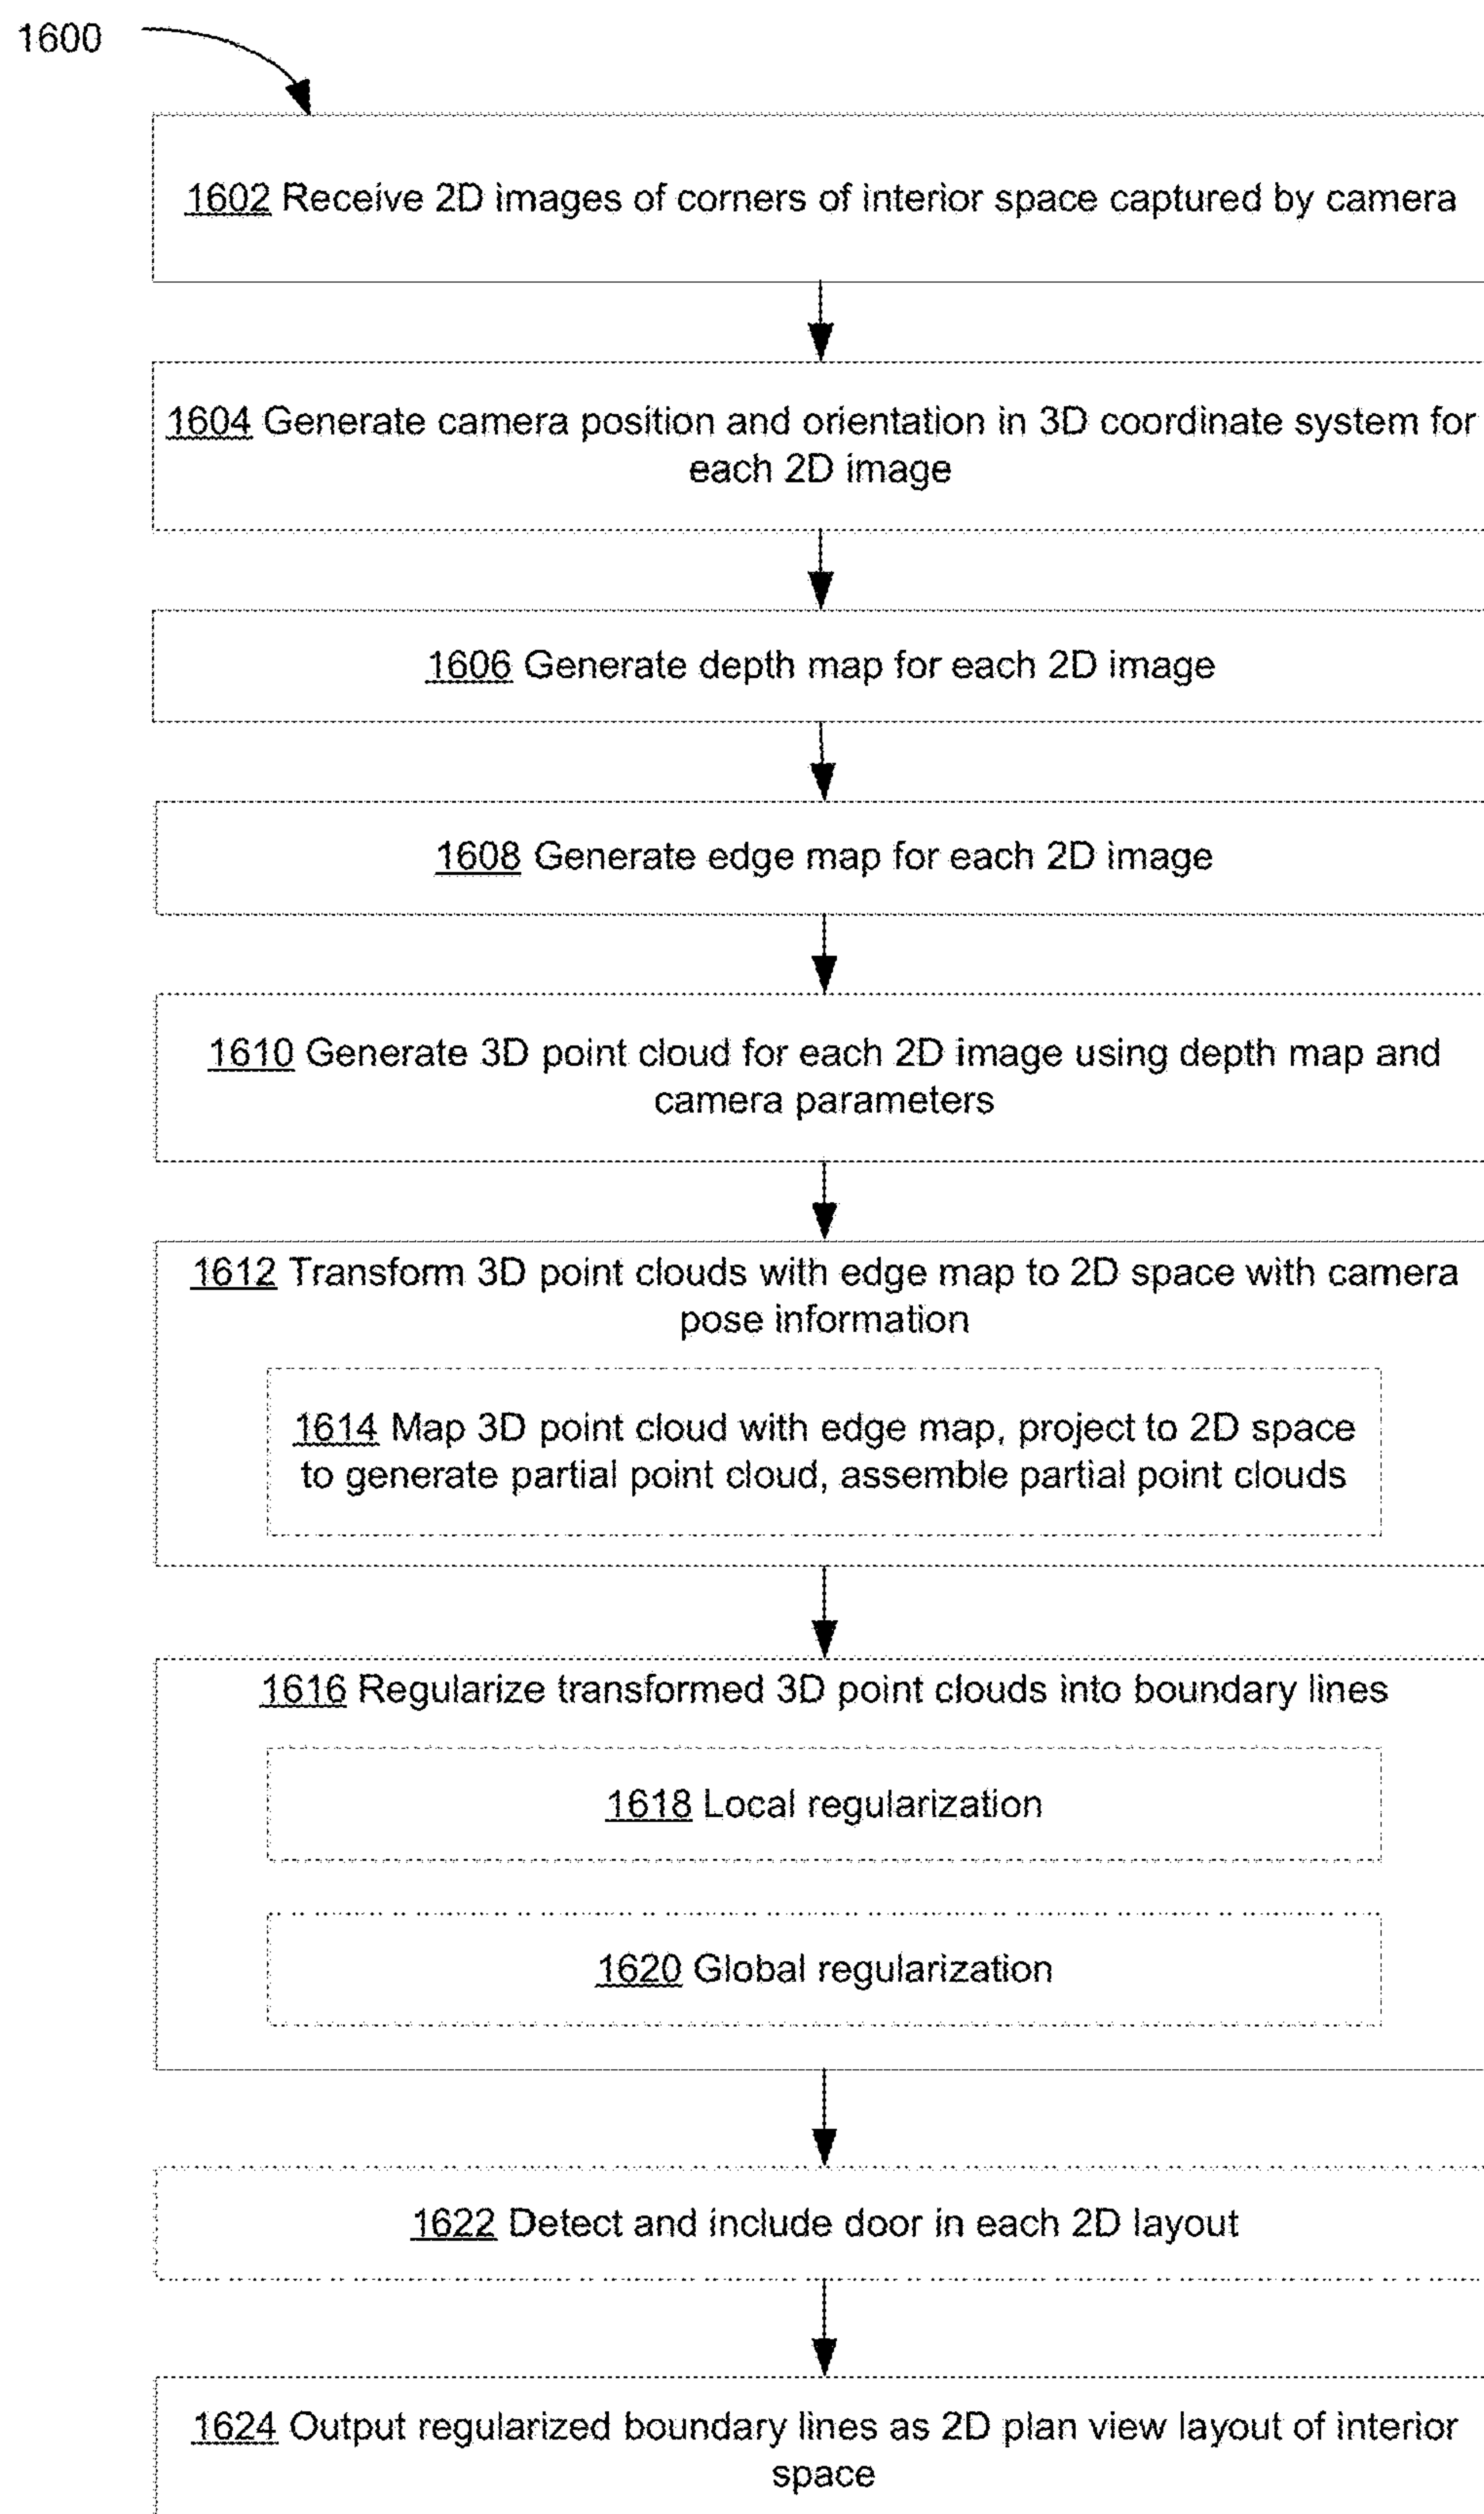 1600
1602 Receive 2D images of corners of interior space captured by camera
1604 Generate camera position and orientation in 3D coordinate system for
each 2D image
1606 Generate depth map for each 2D image
1608 Generate edge map for each 2D image
1610 Generate 3D point cloud for each 2D image using depth map and
camera parameters
1612 Transform 3D point clouds with edge map to 2D space with camera
pose information
1614 Map 3D point cloud with edge map, project to 2D space
to generate partial point cloud, assemble partial point clouds
1616 Regularize transformed 3D point clouds into boundary lines
1618 Local regularization
1620 Global regularization
1622 Detect and include door in each 2D layout
1624 Output regularized boundary lines as 2D plan view layout of interior
space